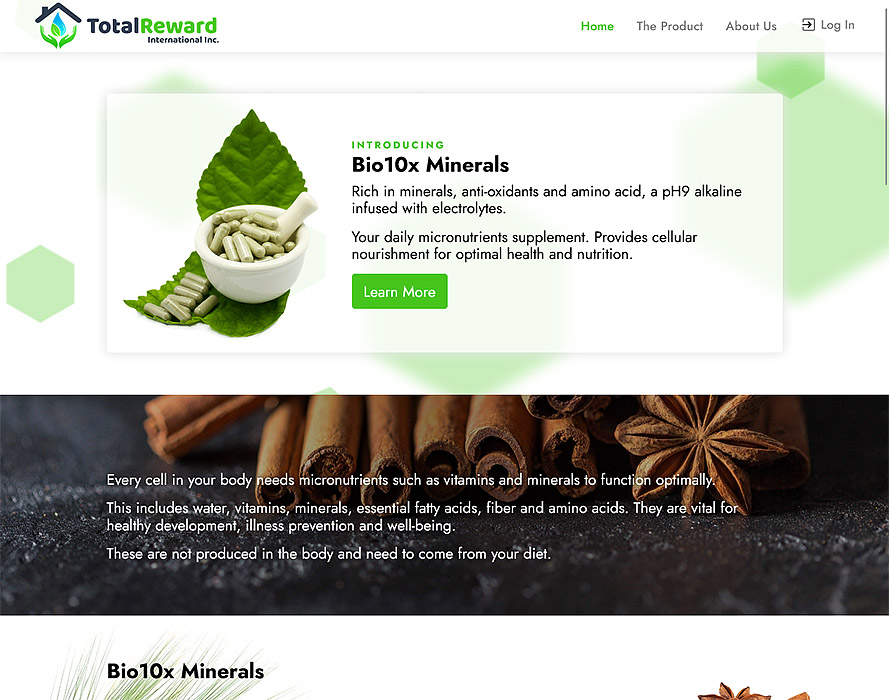 TotalReward
International Inc.
Home The Product About Us Log In
INTRODUCING
Bio10x Minerals
Rich in minerals, anti-oxidants and amino acid, a pH9 alkaline
infused with electrolytes.
Your daily micronutrients supplement. Provides cellular
nourishment for optimal health and nutrition.
Learn More
Every cell in your body needs micronutrients such as vitamins and minerals to function optimally.
This includes water, vitamins, minerals, essential fatty acids, fiber and amino acids. They are vital for
healthy development, illness prevention and well-being.
These are not produced in the body and need to come from your diet.
Bio10x Minerals